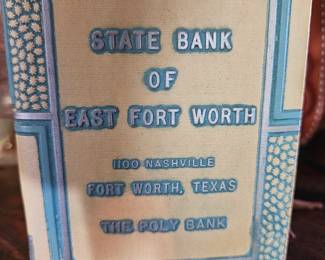 STATE BANK
OF
EAST FORT WORTH
1100 NASHVILLE
FORT WORTH, TEXAS
THE POLY BANK